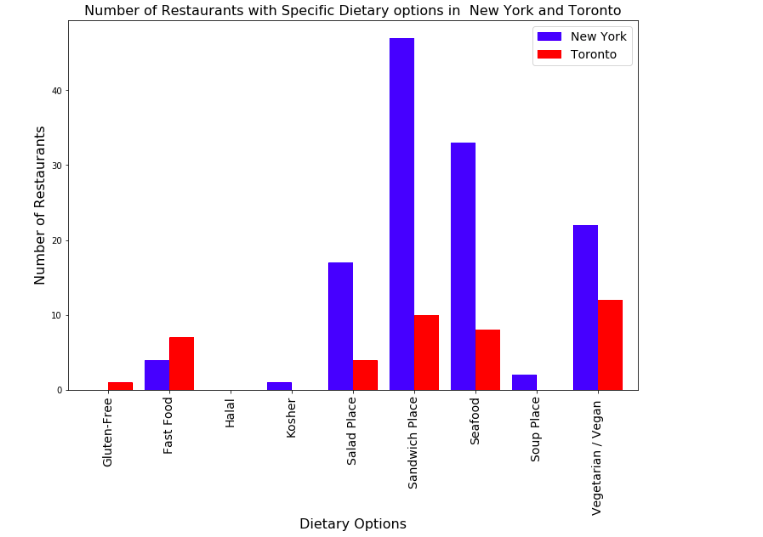 Number of Restaurants with Specific Dietary options in  New York and Toronto
New York
Toronto
Number of Restaurants
40
30
20
10
0
Gluten-Free
Fast Food
Halal
Kosher
Salad Place
Sandwich Place
Seafood
Soup Place
Vegetarian / Vegan
Dietary Options